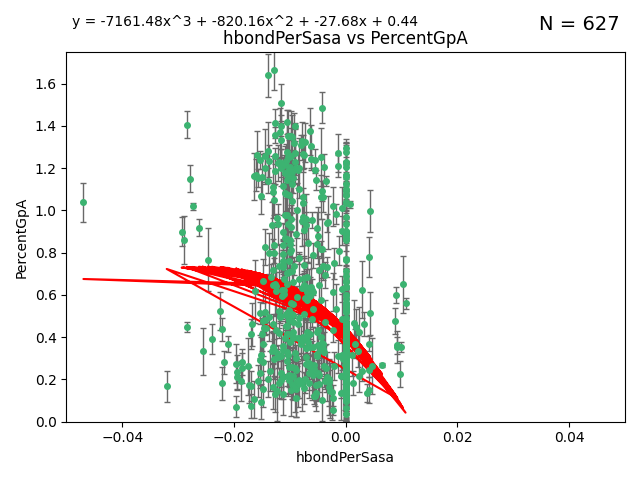 y = -7161.48x^3 + -820.16x^2 + -27.68x + 0.44
N = 627
hbondPerSasa vs PercentGpA
PercentGpA
1.6
1.4
1.2
1.0
0.8
0.6
0.4
0.2
0.0
−0.04 −0.02 0.00 0.02 0.04
hbondPerSasa